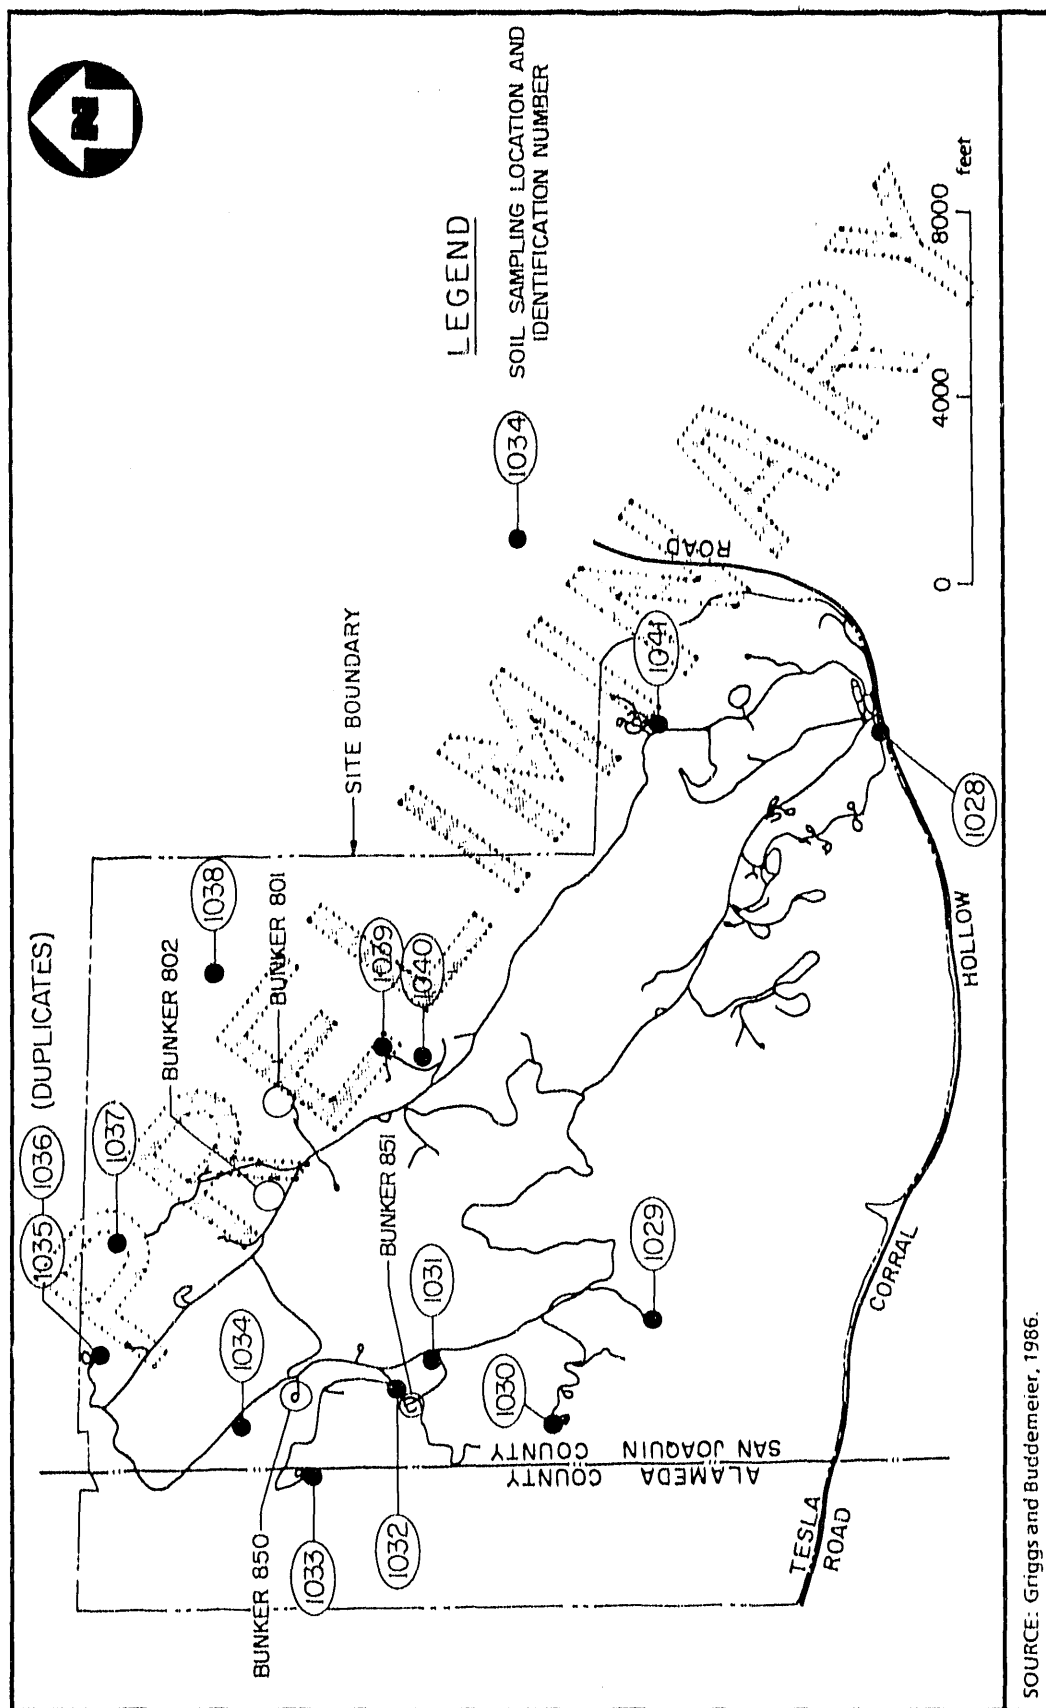 N
LEGEND
1034
SOIL SAMPLING LOCATION AND
IDENTIFICATION NUMBER
SITE BOUNDARY
1035
1036
(DUPLICATES)
1037
BUNKER 802
1038
BUNKER 801
1039
1040
1034
BUNKER 850
1033
1032
BUNKER 851
1031
1030
1029
1041
1028
ALAMEDA COUNTY
SAN JOAQUIN COUNTY
TESLA
ROAD
CORRAL
HOLLOW
ROAD
0
4000
8000
feet
PRELIMINARY
SOURCE: Griggs and Buddemeier, 1986.